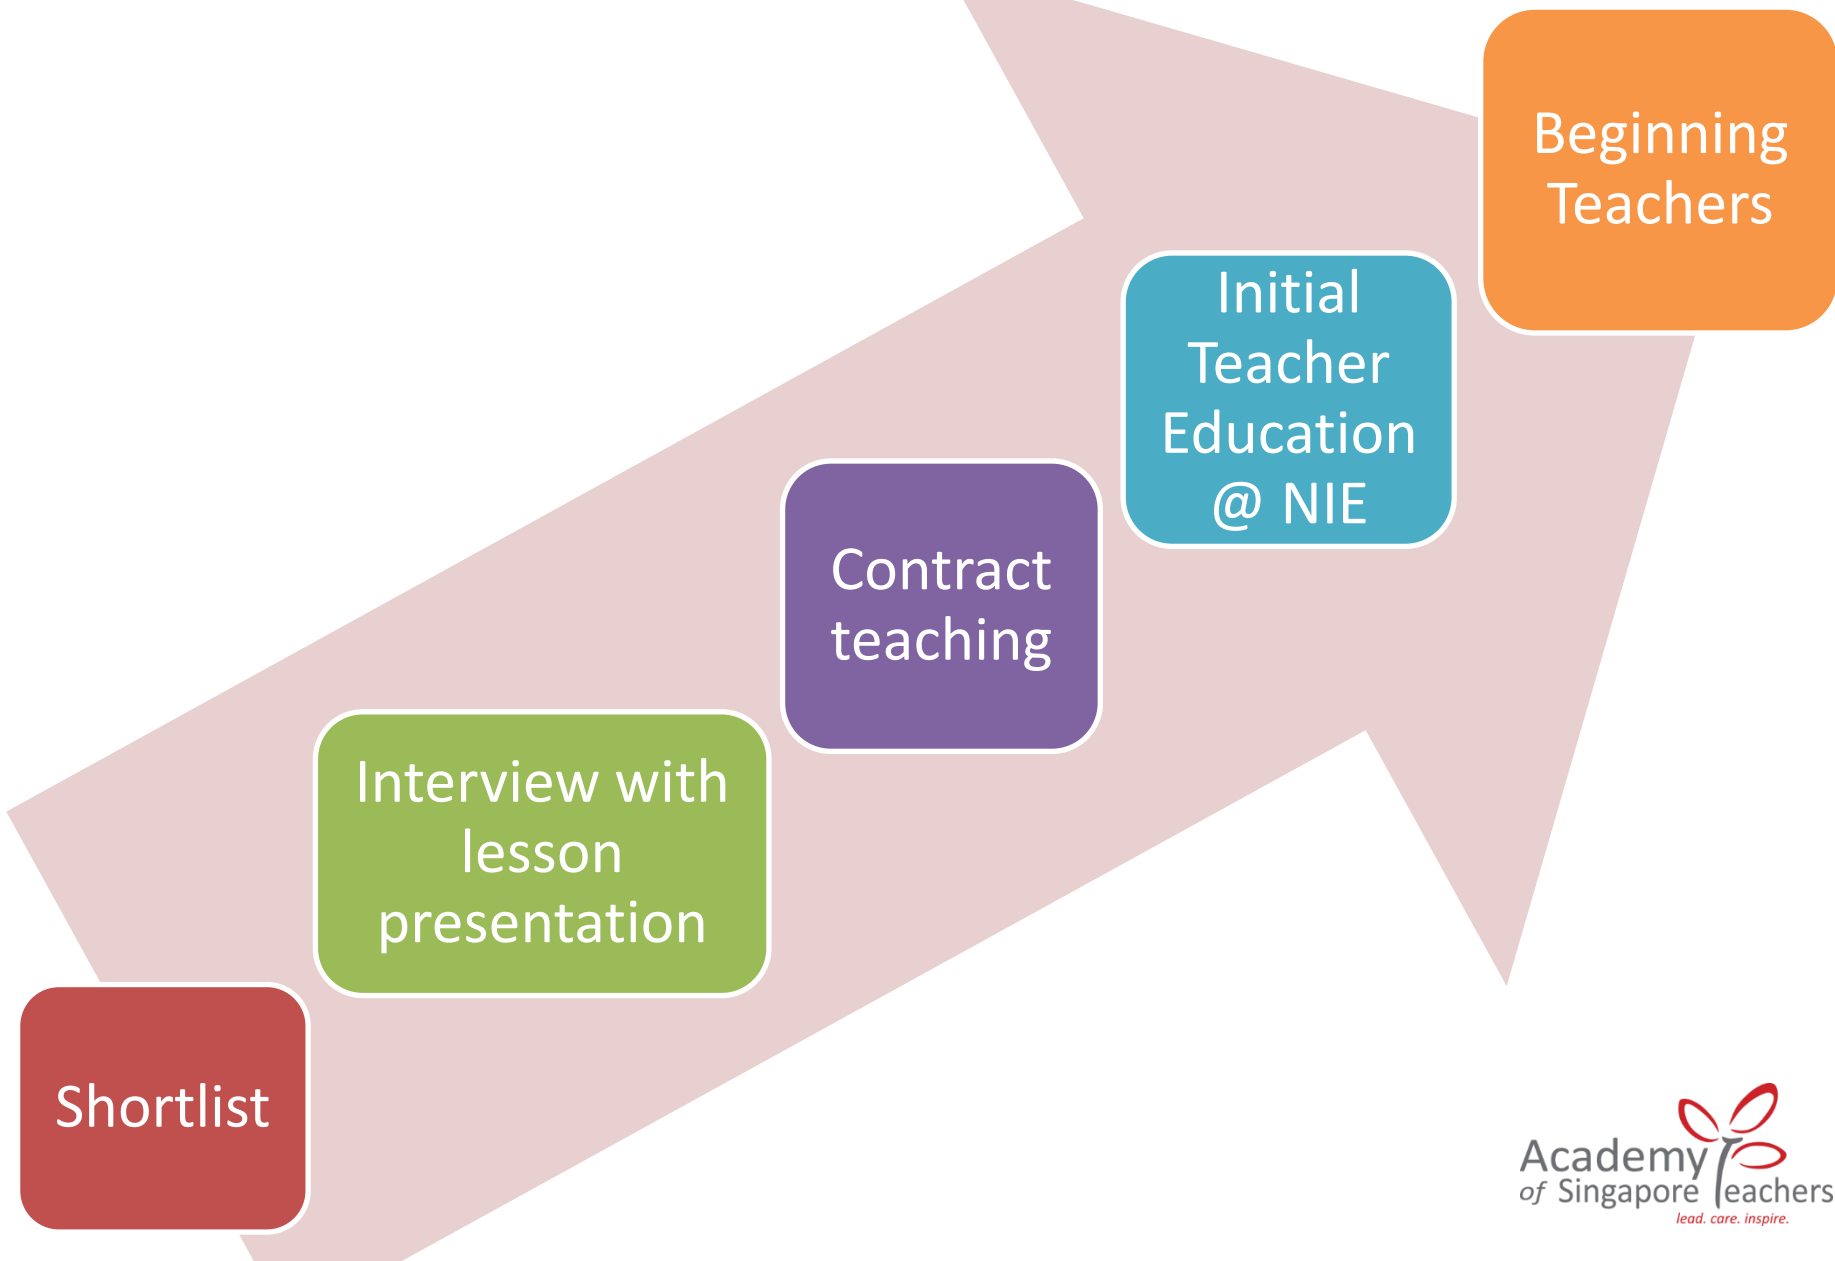 Beginning
Teachers
Initial
Teacher
Education
@ NIE
Contract
teaching
Interview with
lesson
presentation
Shortlist
Academy
of Singapore Teachers
lead. care. inspire.